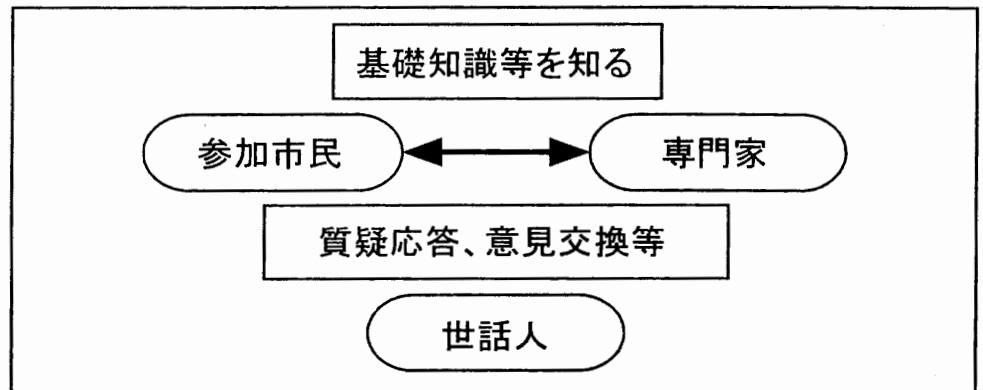 基礎知識等を知る
参加市民
専門家
質疑応答、意見交換等
世話人